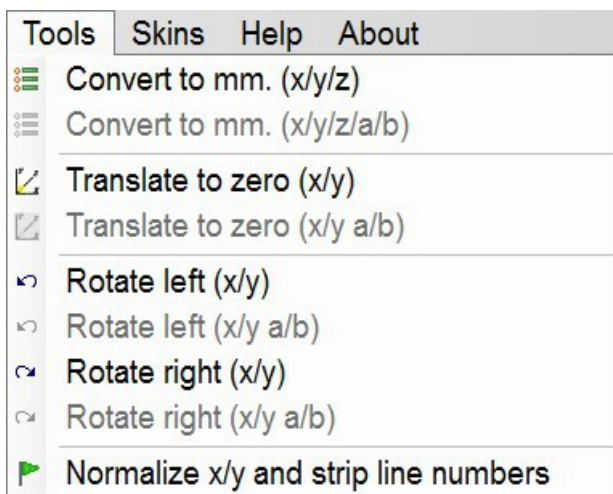 Tools Skins Help About
Convert to mm. (x/y/z)
Convert to mm. (x/y/z/a/b)
Translate to zero (x/y)
Translate to zero (x/y a/b)
Rotate left (x/y)
Rotate left (x/y a/b)
Rotate right (x/y)
Rotate right (x/y a/b)
Normalize x/y and strip line numbers